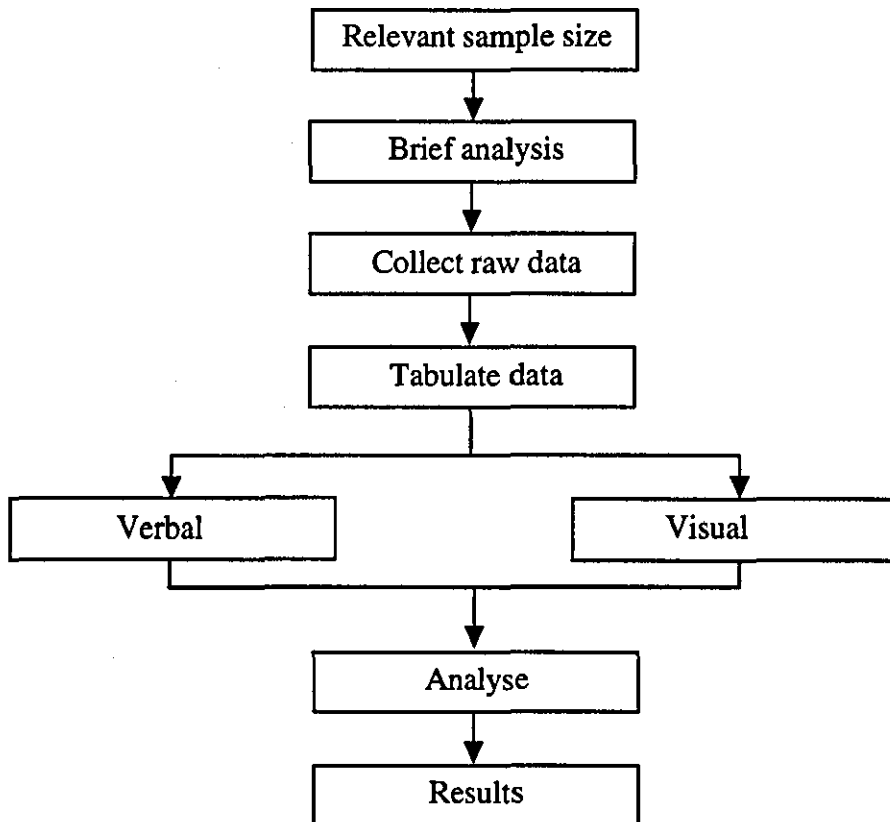 Relevant sample size
Brief analysis
Collect raw data
Tabulate data
Verbal
Visual
Analyse
Results